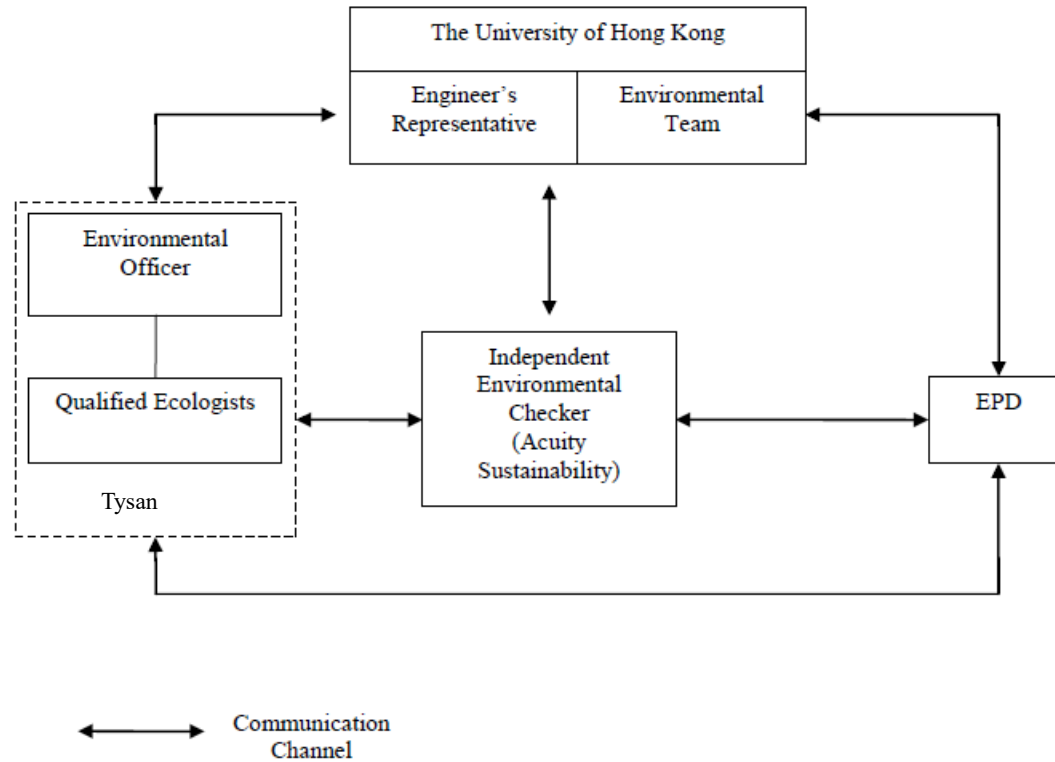 The University of Hong Kong
Engineer’s
Representative
Environmental
Team
Environmental
Officer
Qualified Ecologists
Tysan
Independent
Environmental
Checker
(Acuity
Sustainability)
EPD
Communication
Channel